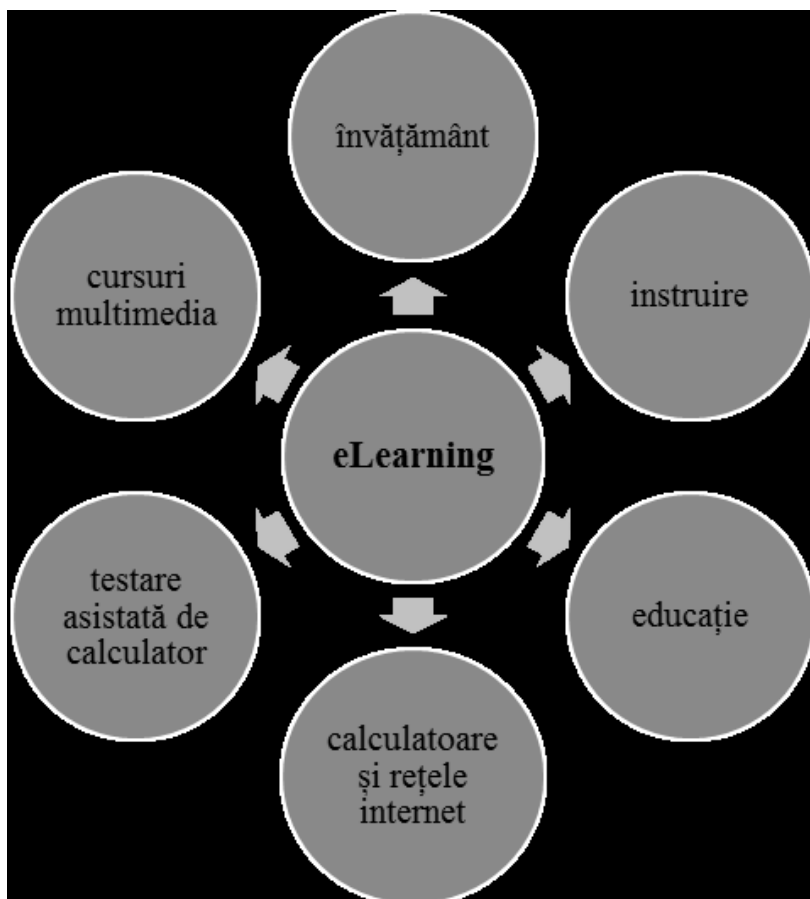 învățământ
instruire
educație
calculatoare
și rețele
internet
testare
asistată de
calculator
cursuri
multimedia
eLearning